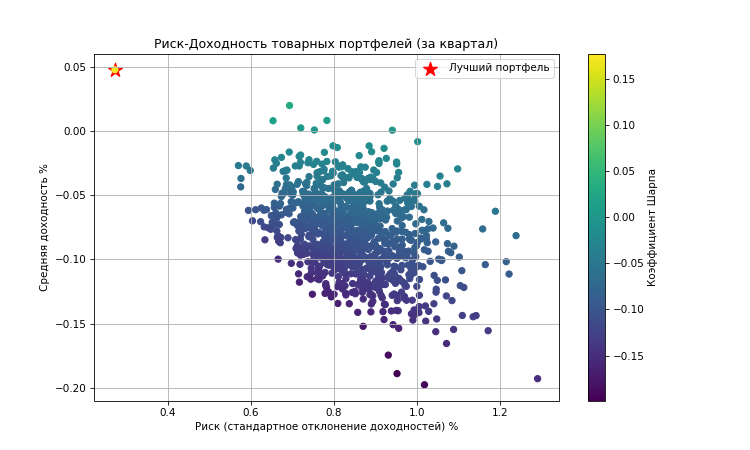 Риск-Доходность товарных портфелей (за квартал)
Лучший портфель
Средняя доходность %
0.05
0.00
−0.05
−0.10
−0.15
−0.20
0.4 0.6 0.8 1.0 1.2
Риск (стандартное отклонение доходностей) %
0.15
0.10
0.05
0.00
−0.05
−0.10
−0.15
Коэффициент Шарпа